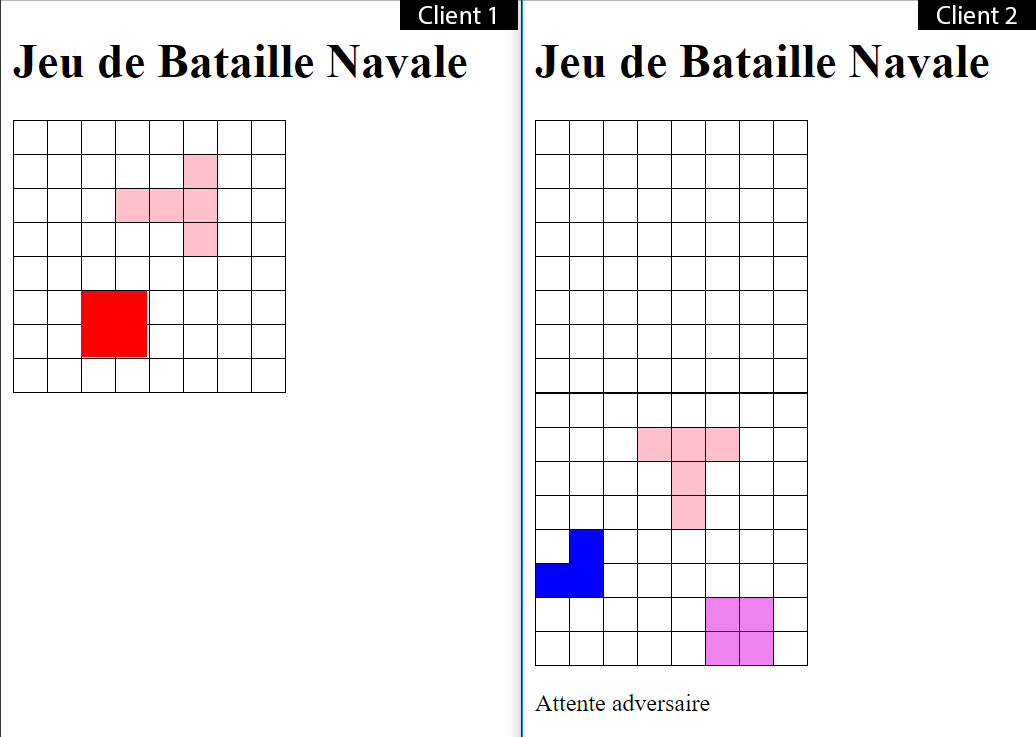 Client 1
Jeu de Bataille Navale
Client 2
Jeu de Bataille Navale
Attente adversaire